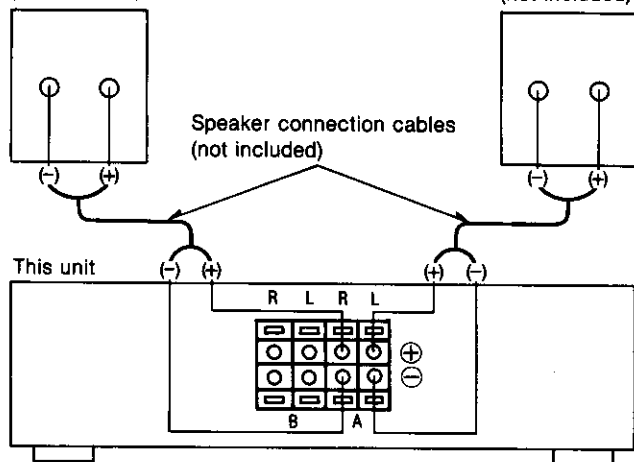 (not included)
Speaker connection cables
(not included)
(-) (+)
(-) (+)
This unit
(-) (+)
(+) (-)
R L R L
⊕
⊖
B A